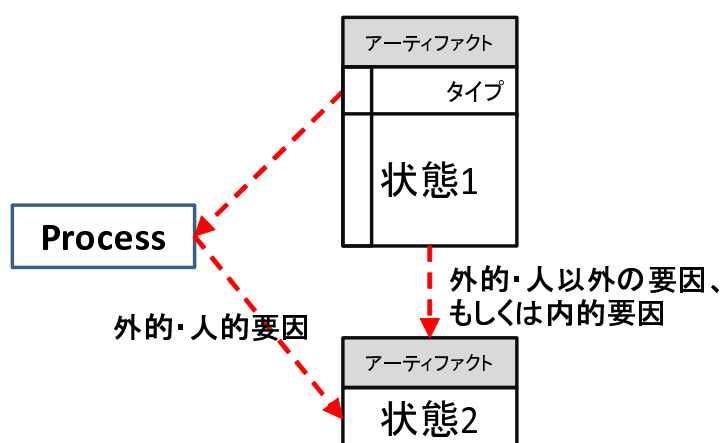 アーティファクト
タイプ
状態1
Process
外的・人以外の要因、
もしくは内的要因
外的・人的要因
アーティファクト
状態2